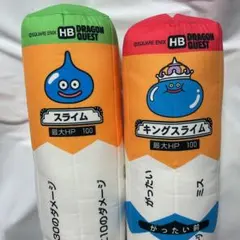 ©SQUARE ENIX
HB
DRAGON
QUEST
スライム
最大HP 100
30のダメージ
10のダメージ
©SQUARE ENIX
HB
DRAGON
QUEST
キングスライム
最大HP 100
がったい
ミス
がったい前